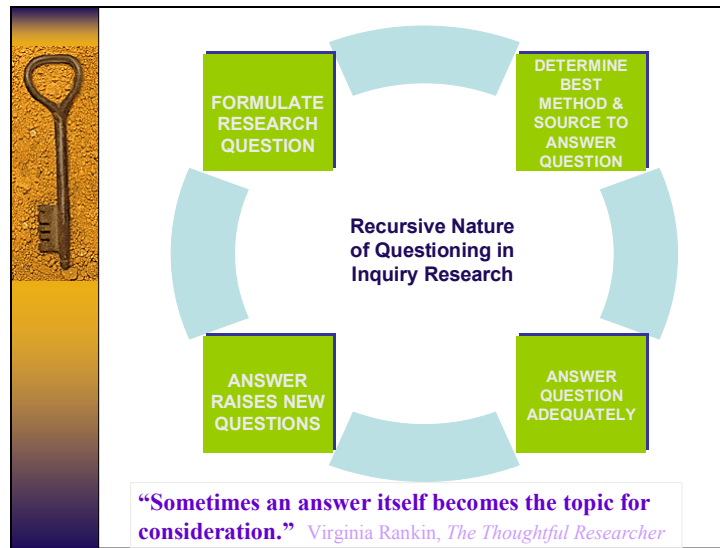 FORMULATE
RESEARCH
QUESTION
DETERMINE
BEST
METHOD &
SOURCE TO
ANSWER
QUESTION
Recursive Nature
of Questioning in
Inquiry Research
ANSWER
RAISES NEW
QUESTIONS
ANSWER
QUESTION
ADEQUATELY
“Sometimes an answer itself becomes the topic for
consideration.” Virginia Rankin, The Thoughtful Researcher